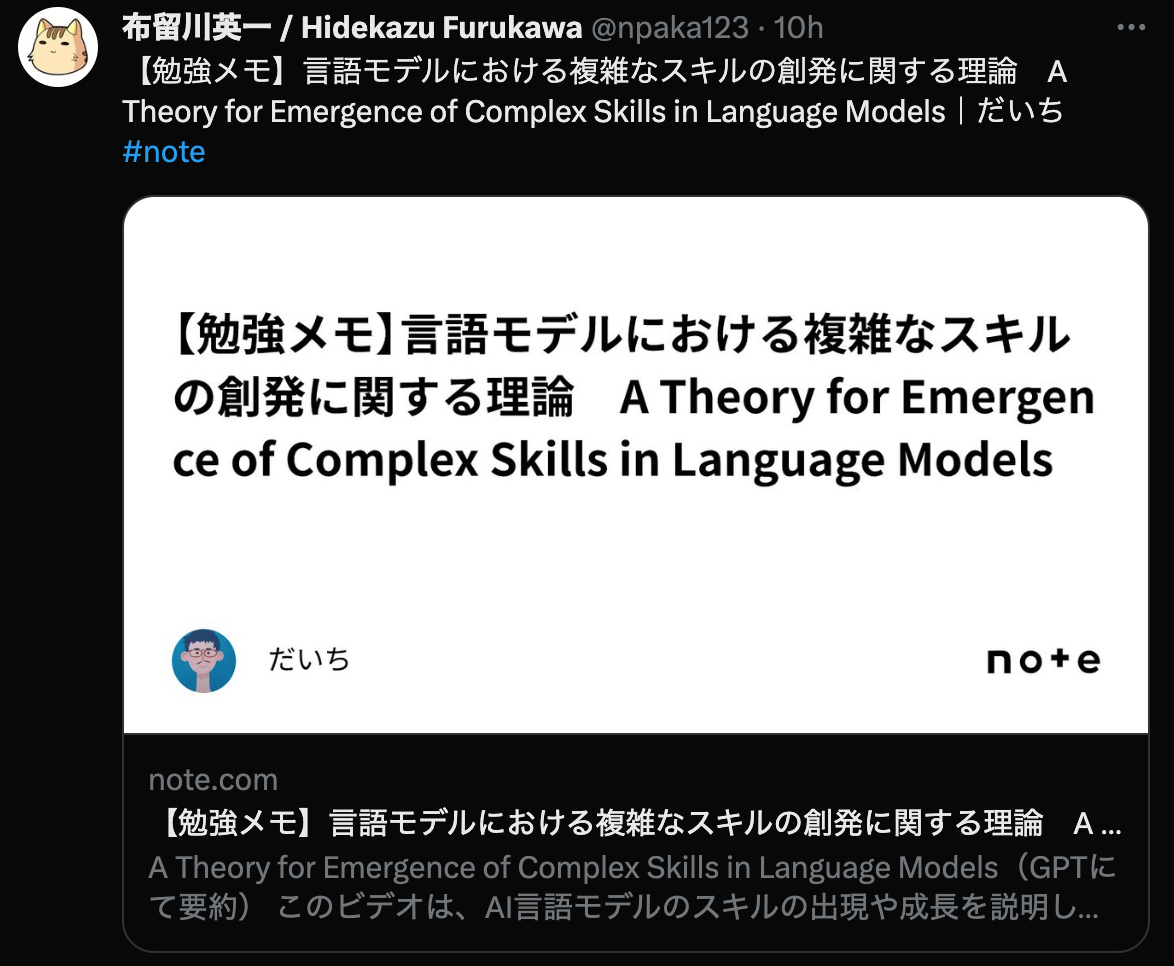 布留川英一 / Hidekazu Furukawa @npaka123 · 10h
【勉強メモ】言語モデルにおける複雑なスキルの創発に関する理論　A
Theory for Emergence of Complex Skills in Language Models｜だいち
#note
【勉強メモ】言語モデルにおける複雑なスキル
の創発に関する理論　A Theory for Emergen
ce of Complex Skills in Language Models
だいち
note
note.com
【勉強メモ】言語モデルにおける複雑なスキルの創発に関する理論　A ...
A Theory for Emergence of Complex Skills in Language Models（GPTに
て要約） このビデオは、AI言語モデルのスキルの出現や成長を説明し...